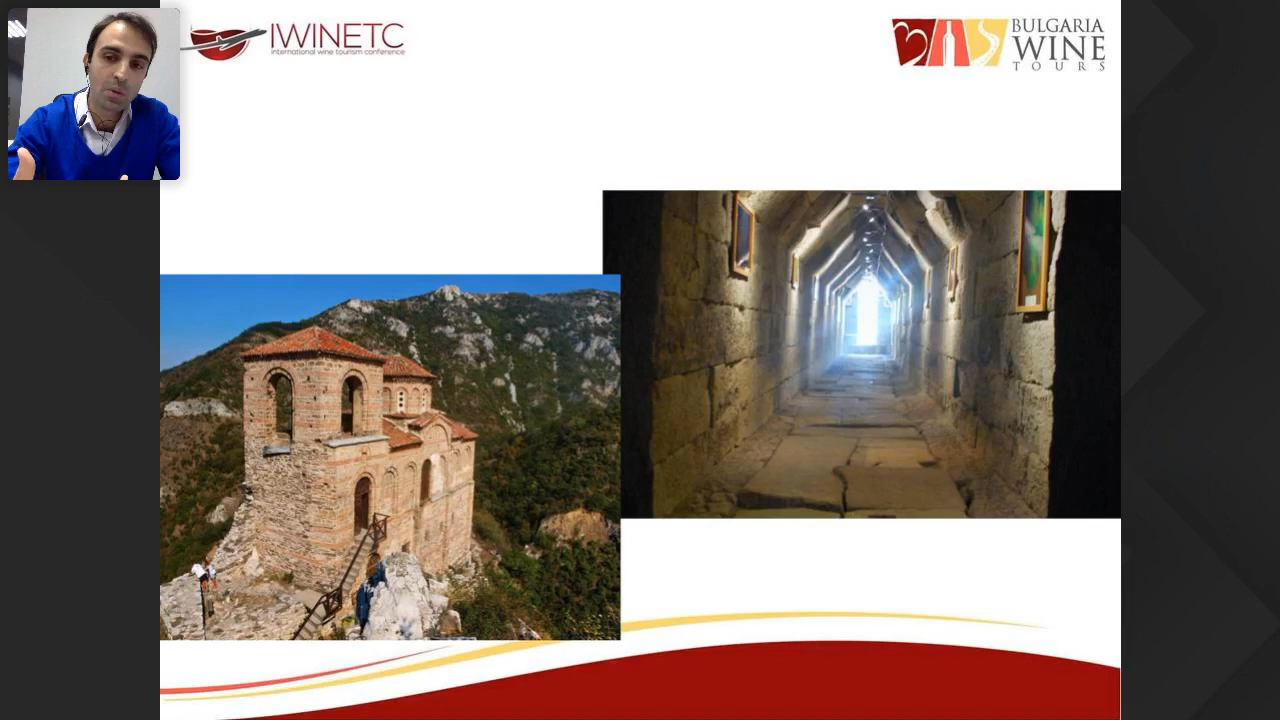 IWINETC
international wine tourism conference
BULGARIA
WINE
TOURS